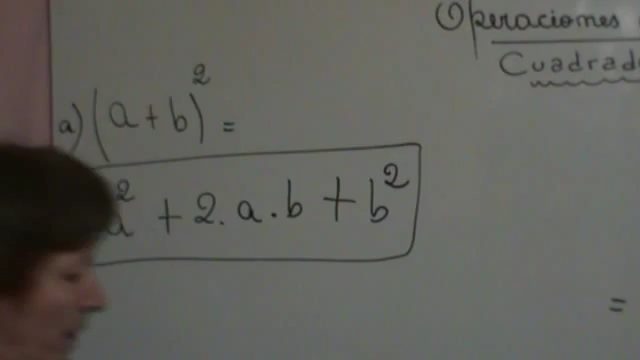 Operaciones
Cuadrad
a) (a+b)² =
a² + 2.a.b + b²
=